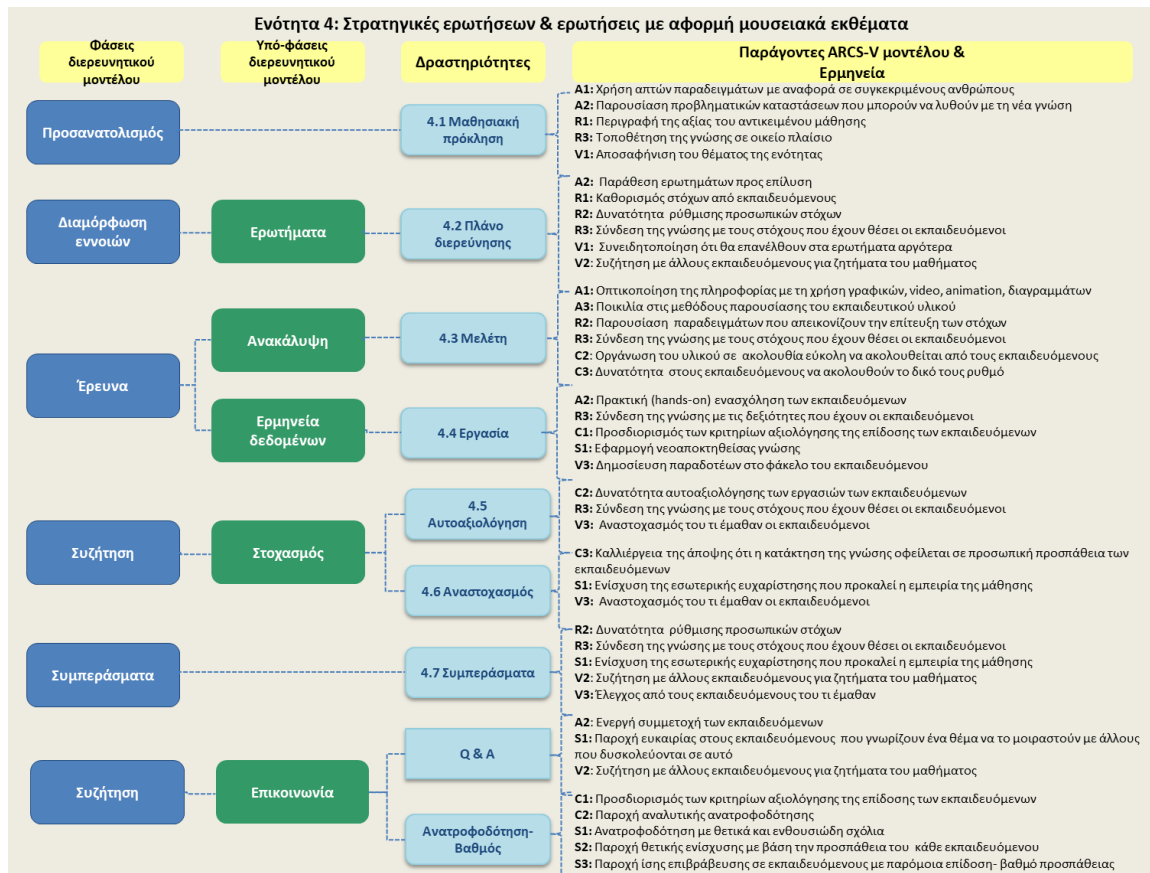 Ενότητα 4: Στρατηγικές ερωτήσεων & ερωτήσεις με αφορμή μουσειακά εκθέματα
Φάσεις
διερευνητικού
μοντέλου
Υπό-φάσεις
διερευνητικού
μοντέλου
Δραστηριότητες
Παράγοντες ARCS-V μοντέλου &
Ερμηνεία
Προσανατολισμός
4.1 Μαθησιακή
πρόκληση
A1: Χρήση απτών παραδειγμάτων με αναφορά σε συγκεκριμένους ανθρώπους
A2: Παρουσίαση προβληματικών καταστάσεων που μπορούν να λυθούν με τη νέα γνώση
R1: Περιγραφή της αξίας του αντικειμένου μάθησης
R3: Τοποθέτηση της γνώσης σε οικείο πλαίσιο
V1: Αποσαφήνιση του θέματος της ενότητας
Διαμόρφωση
εννοιών
Ερωτήματα
4.2 Πλάνο
διερεύνησης
A2: Παράθεση ερωτημάτων προς επίλυση
R1: Καθορισμός στόχων από εκπαιδευόμενους
R2: Δυνατότητα ρύθμισης προσωπικών στόχων
R3: Σύνδεση της γνώσης με τους στόχους που έχουν θέσει οι εκπαιδευόμενοι
V1: Συνειδητοποίηση ότι θα επανέλθουν στα ερωτήματα αργότερα
V2: Συζήτηση με άλλους εκπαιδευόμενους για ζητήματα του μαθήματος
Έρευνα
Ανακάλυψη
4.3 Μελέτη
A1: Οπτικοποίηση της πληροφορίας με τη χρήση γραφικών, video, animation, διαγραμμάτων
A3: Ποικιλία στις μεθόδους παρουσίασης του εκπαιδευτικού υλικού
R2: Παρουσίαση παραδειγμάτων που απεικονίζουν την επίτευξη των στόχων
R3: Σύνδεση της γνώσης με τους στόχους που έχουν θέσει οι εκπαιδευόμενοι
C2: Οργάνωση του υλικού σε ακολουθία εύκολη να ακολουθείται από τους εκπαιδευόμενους
C3: Δυνατότητα στους εκπαιδευόμενους να ακολουθούν το δικό τους ρυθμό
Ερμηνεία
δεδομένων
4.4 Εργασία
A2: Πρακτική (hands-on) ενασχόληση των εκπαιδευόμενων
R3: Σύνδεση της γνώσης με τις δεξιότητες που έχουν οι εκπαιδευόμενοι
C1: Προσδιορισμός των κριτηρίων αξιολόγησης της επίδοσης των εκπαιδευόμενων
S1: Εφαρμογή νεοαποκτηθείσας γνώσης
V3: Δημοσίευση παραδοτέων στο φάκελο του εκπαιδευόμενου
Συζήτηση
Στοχασμός
4.5
Αυτοαξιολόγηση
C2: Δυνατότητα αυτοαξιολόγησης των εργασιών των εκπαιδευόμενων
R3: Σύνδεση της γνώσης με τους στόχους που έχουν θέσει οι εκπαιδευόμενοι
V3: Αναστοχασμός του τι έμαθαν οι εκπαιδευόμενοι
4.6 Αναστοχασμός
C3: Καλλιέργεια της άποψης ότι η κατάκτηση της γνώσης οφείλεται σε προσωπική προσπάθεια των
εκπαιδευόμενων
S1: Ενίσχυση της εσωτερικής ευχαρίστησης που προκαλεί η εμπειρία της μάθησης
V3: Αναστοχασμός του τι έμαθαν οι εκπαιδευόμενοι
Συμπεράσματα
4.7 Συμπεράσματα
R2: Δυνατότητα ρύθμισης προσωπικών στόχων
R3: Σύνδεση της γνώσης με τους στόχους που έχουν θέσει οι εκπαιδευόμενοι
S1: Ενίσχυση της εσωτερικής ευχαρίστησης που προκαλεί η εμπειρία της μάθησης
V2: Συζήτηση με άλλους εκπαιδευόμενους για ζητήματα του μαθήματος
V3: Έλεγχος από τους εκπαιδευόμενους του τι έμαθαν
Συζήτηση
Επικοινωνία
Q & A
A2: Ενεργή συμμετοχή των εκπαιδευόμενων
S1: Παροχή ευκαιρίας στους εκπαιδευόμενους που γνωρίζουν ένα θέμα να το μοιραστούν με άλλους
που δυσκολεύονται σε αυτό
V2: Συζήτηση με άλλους εκπαιδευόμενους για ζητήματα του μαθήματος
Ανατροφοδότηση-
Βαθμός
C1: Προσδιορισμός των κριτηρίων αξιολόγησης της επίδοσης των εκπαιδευόμενων
C2: Παροχή αναλυτικής ανατροφοδότησης
S1: Ανατροφοδότηση με θετικά και ενθουσιώδη σχόλια
S2: Παροχή θετικής ενίσχυσης με βάση την προσπάθεια του κάθε εκπαιδευόμενου
S3: Παροχή ίσης επιβράβευσης σε εκπαιδευόμενους με παρόμοια επίδοση- βαθμό προσπάθειας